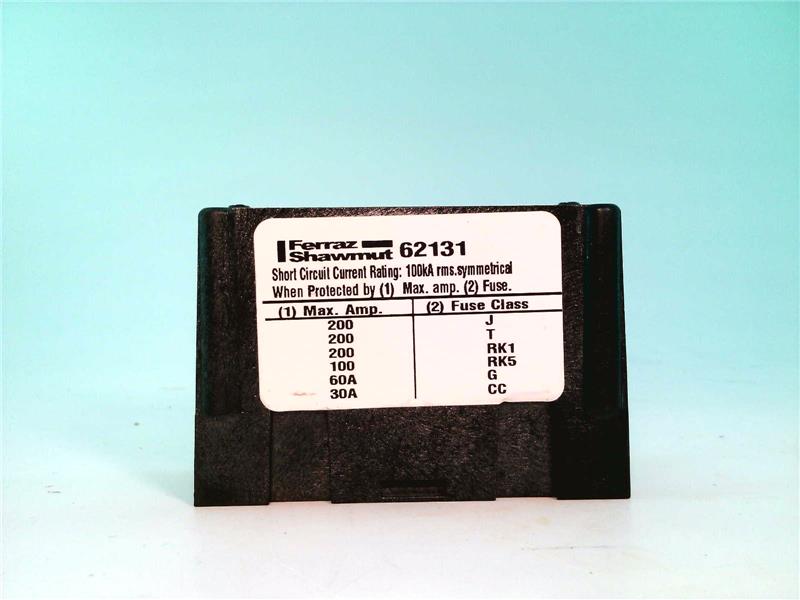 Ferraz Shawmut 62131
Short Circuit Current Rating: 100kA rms.symmetrical
When Protected by (1) Max. amp. (2) Fuse.
(1) Max. Amp. (2) Fuse Class
200 J
200 T
200 RK1
100 RK5
60A G
30A CC